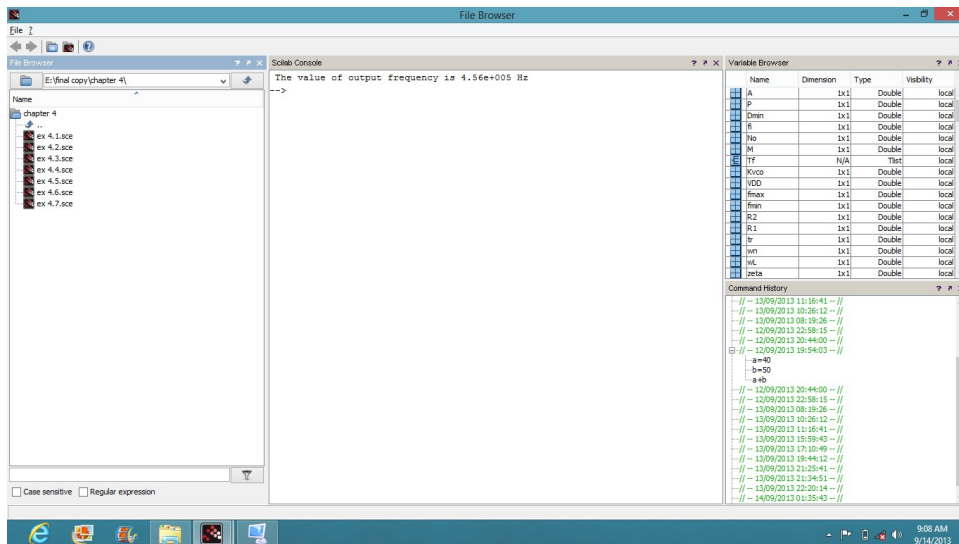 File Browser
File ?
File Browser
E:\final copy\chapter 4\
Name
chapter 4
..
ex 4.1.sce
ex 4.2.sce
ex 4.3.sce
ex 4.4.sce
ex 4.5.sce
ex 4.6.sce
ex 4.7.sce
Case sensitive Regular expression
Scilab Console
The value of output frequency is 4.56e+005 Hz
-->
Variable Browser
Name Dimension Type Visibility
A 1x1 Double local
P 1x1 Double local
Dmin 1x1 Double local
fi 1x1 Double local
No 1x1 Double local
M 1x1 Double local
Tf N/A Tlist local
Kvco 1x1 Double local
VDD 1x1 Double local
fmax 1x1 Double local
fmin 1x1 Double local
R2 1x1 Double local
R1 1x1 Double local
tr 1x1 Double local
wn 1x1 Double local
wL 1x1 Double local
zeta 1x1 Double local
Command History
// -- 13/09/2013 11:16:41 -- //
// -- 13/09/2013 10:26:12 -- //
// -- 13/09/2013 08:19:26 -- //
// -- 12/09/2013 22:58:15 -- //
// -- 12/09/2013 20:44:00 -- //
// -- 12/09/2013 19:54:03 -- //
a=40
b=50
a+b
// -- 12/09/2013 20:44:00 -- //
// -- 12/09/2013 22:58:15 -- //
// -- 13/09/2013 08:19:26 -- //
// -- 13/09/2013 10:26:12 -- //
// -- 13/09/2013 11:16:41 -- //
// -- 13/09/2013 15:59:43 -- //
// -- 13/09/2013 17:10:49 -- //
// -- 13/09/2013 19:44:12 -- //
// -- 13/09/2013 21:25:41 -- //
// -- 13/09/2013 21:34:51 -- //
// -- 13/09/2013 22:20:14 -- //
// -- 14/09/2013 01:35:43 -- //
9:08 AM
9/14/2013